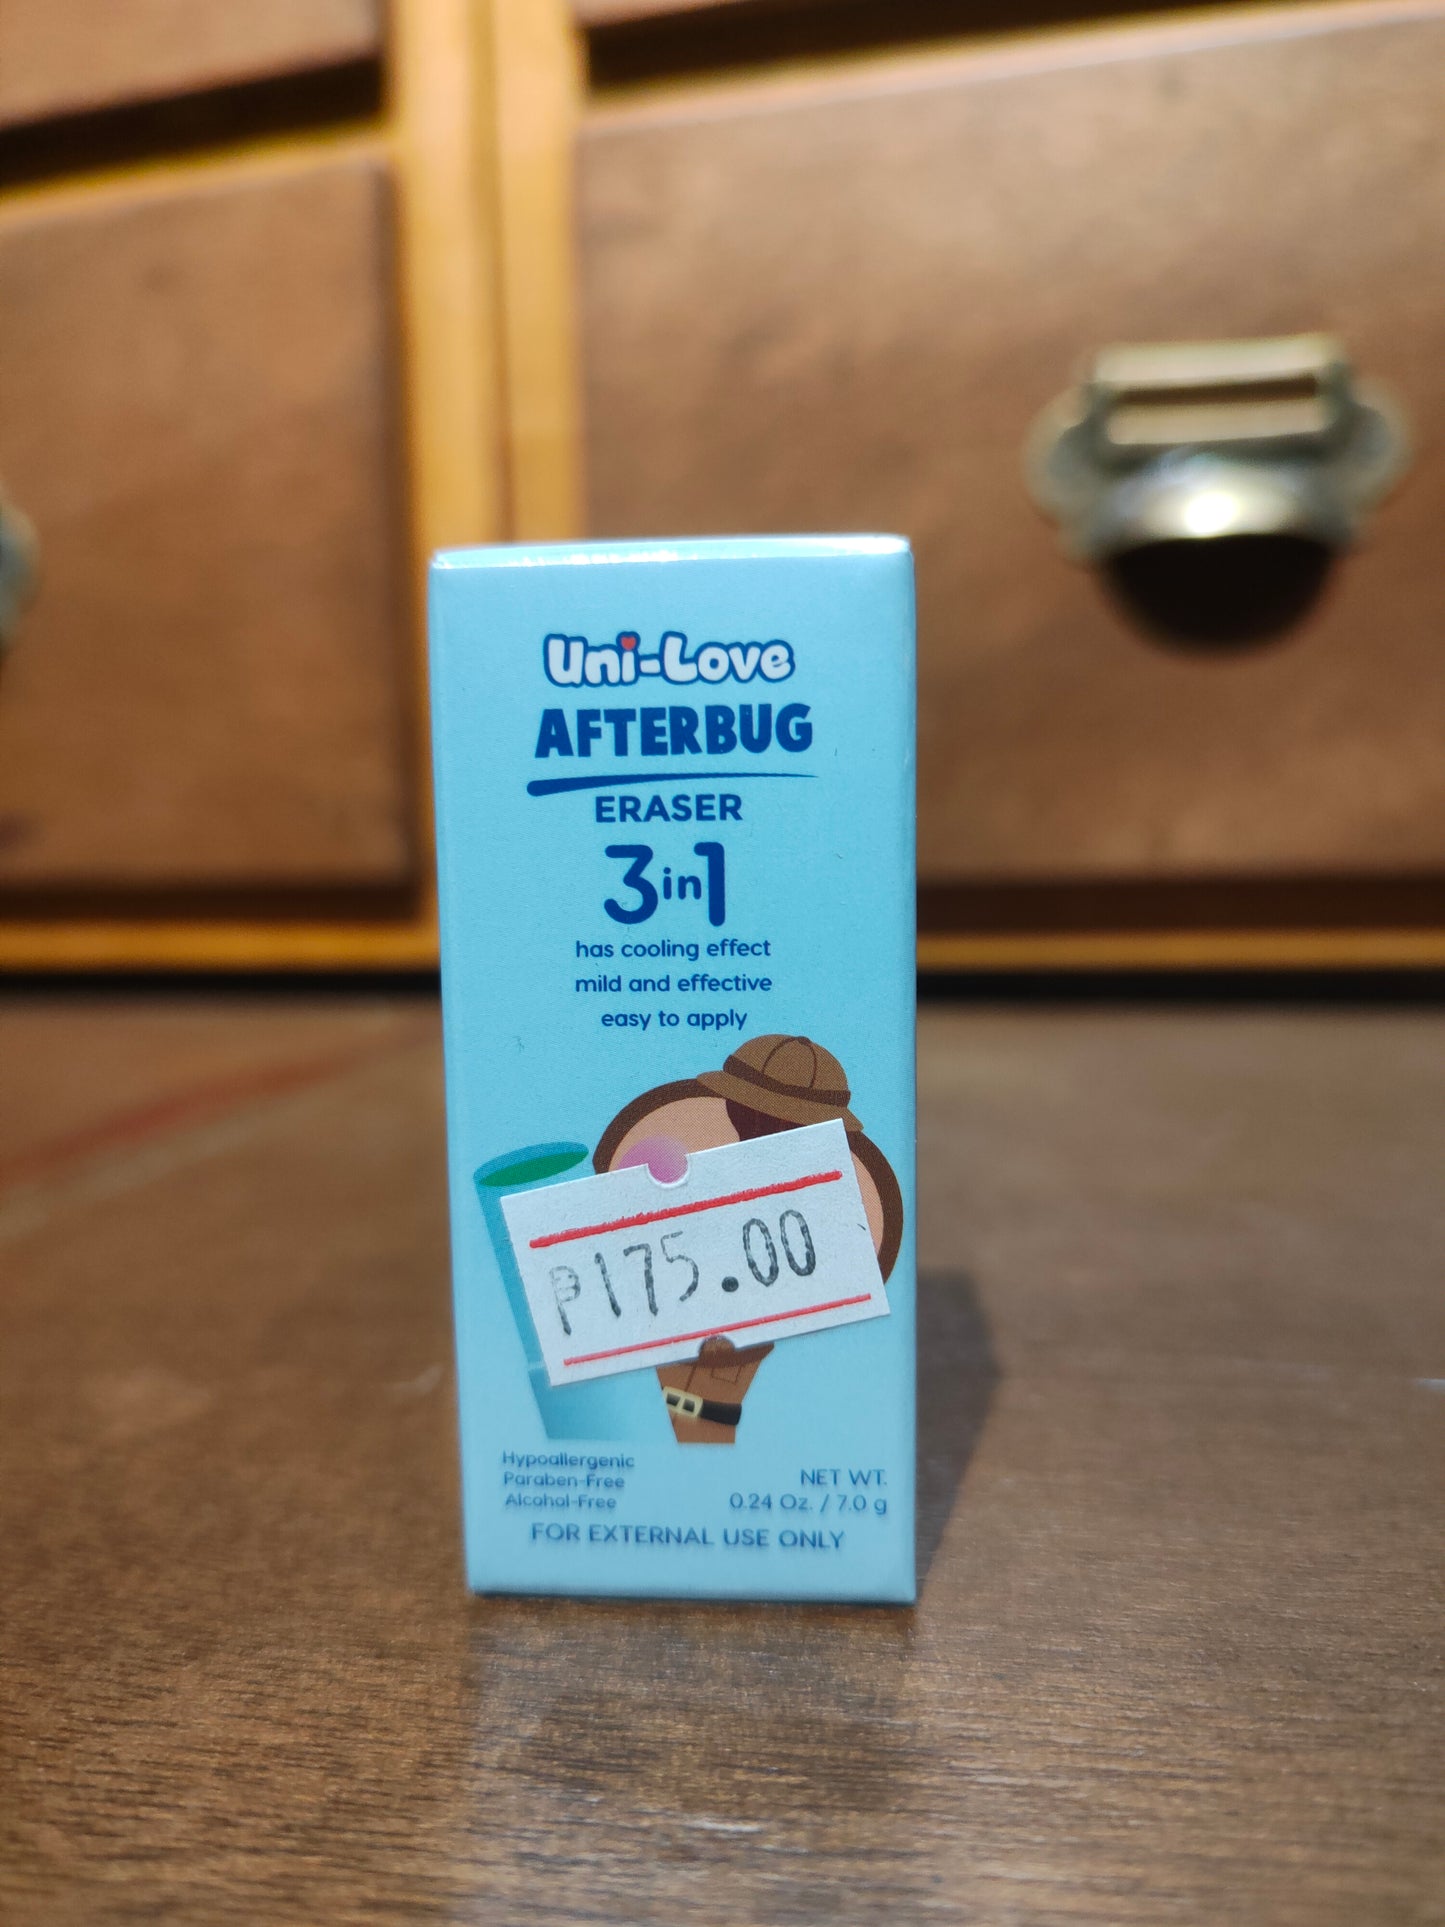 Uni-Love
AFTERBUG
ERASER
3in1
has cooling effect
mild and effective
easy to apply
P175.00
Hypoallergenic
Paraben-Free
Alcohol-Free
NET WT.
0.24 Oz. / 7.0 g
FOR EXTERNAL USE ONLY